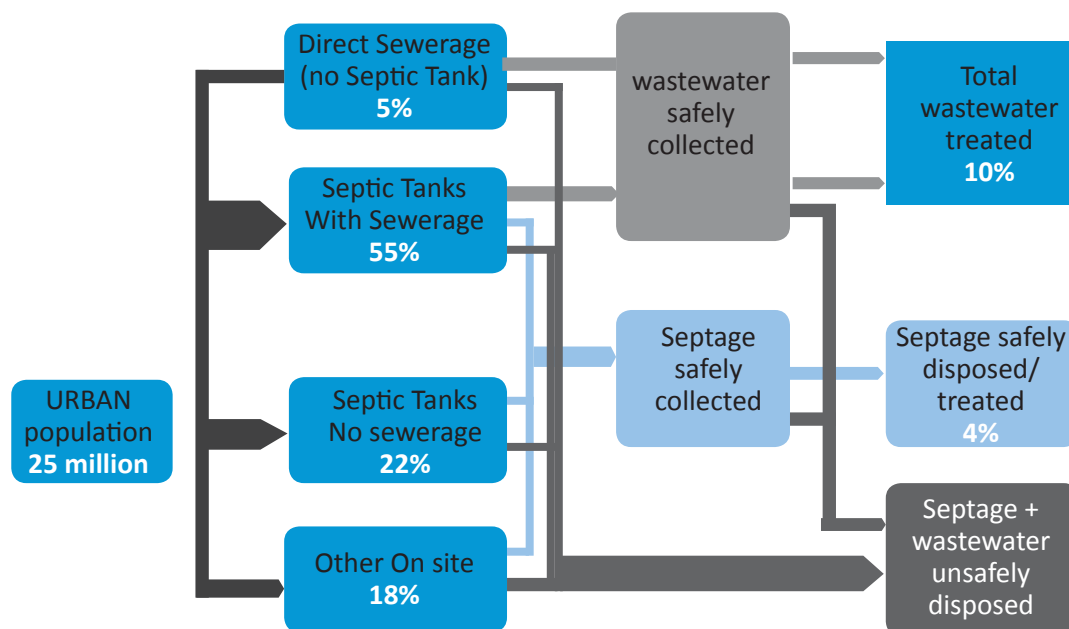 URBAN
population
25 million
Direct Sewerage
(no Septic Tank)
5%
Septic Tanks
With Sewerage
55%
Septic Tanks
No sewerage
22%
Other On site
18%
wastewater
safely
collected
Septage
safely
collected
Total
wastewater
treated
10%
Septage safely
disposed/
treated
4%
Septage +
wastewater
unsafely
disposed